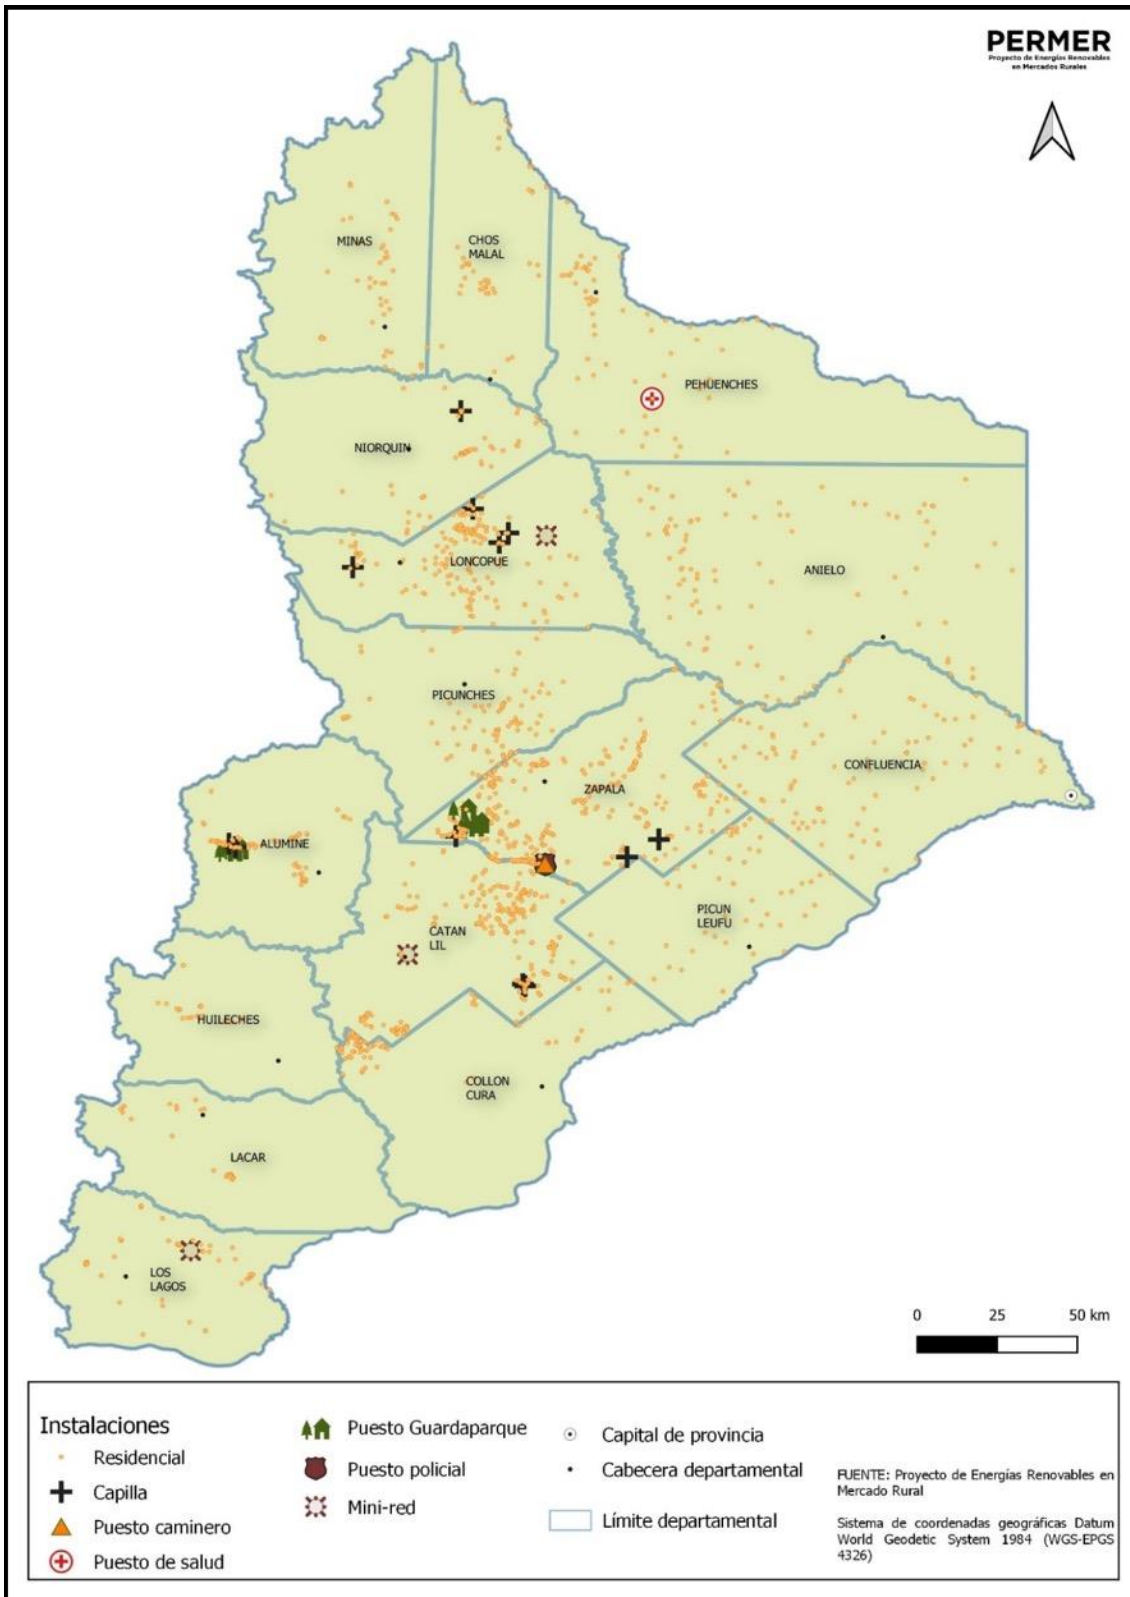 PERMER
Proyecto de Energías Renovables
en Mercados Rurales
MINAS
CHOS
MALAL
PEHUENCHES
NIORQUIN
LONCOPUE
ANIELO
PICUNCHES
CONFLUENCIA
ZAPALA
ALUMINE
PICUN
LEUFU
CATAN
LIL
HUILECHES
COLLON
CURA
LACAR
LOS
LAGOS
0 25 50 km
Instalaciones
Residencial
Capilla
Puesto caminero
Puesto de salud
Puesto Guardaparque
Puesto policial
Mini-red
Capital de provincia
Cabecera departamental
Límite departamental
FUENTE: Proyecto de Energías Renovables en
Mercado Rural
Sistema de coordenadas geográficas Datum
World Geodetic System 1984 (WGS-EPGS
4326)